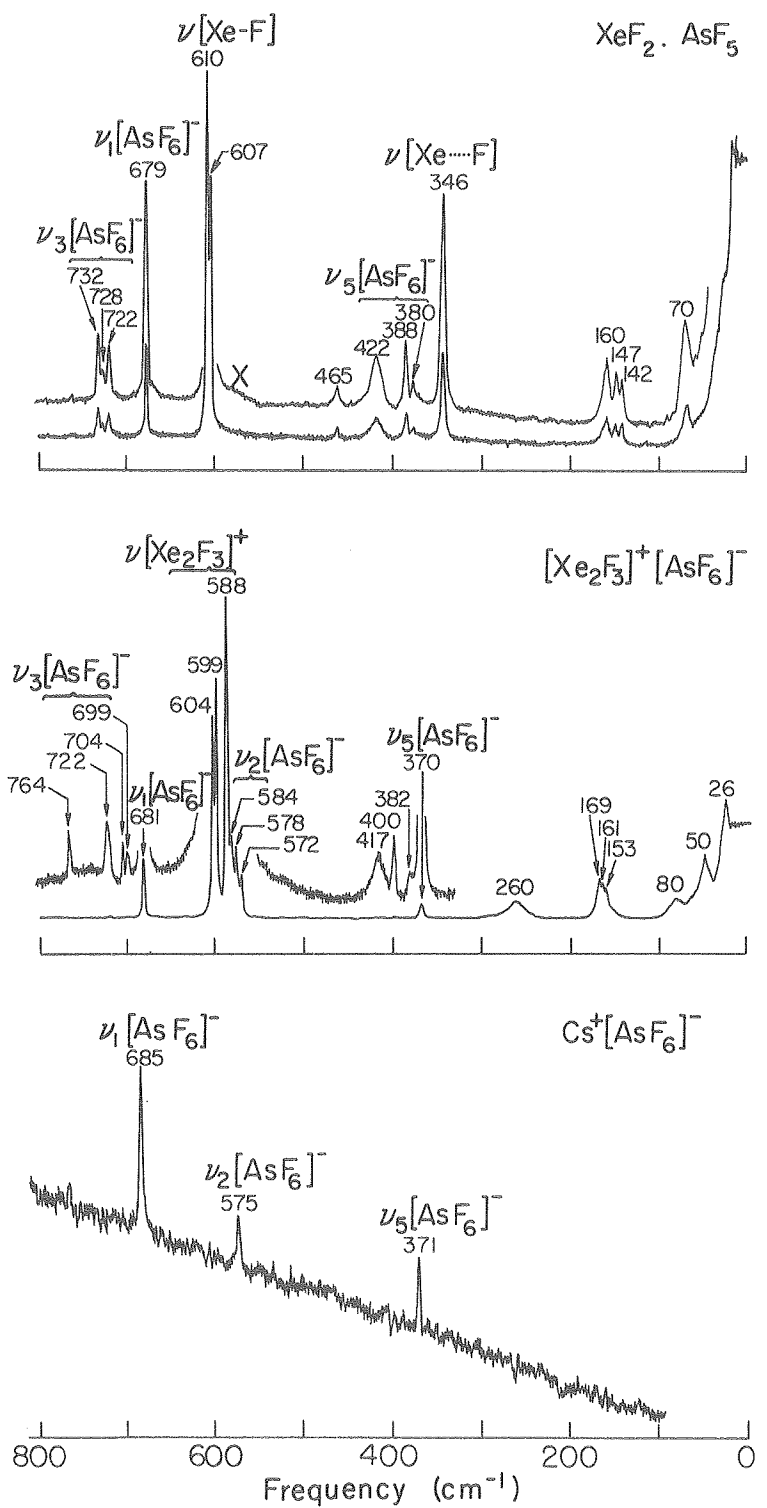 ν[Xe-F]
610
XeF₂. AsF₅
ν₁[AsF₆]⁻
679
607
ν[Xe·····F]
346
ν₃[AsF₆]⁻
732
728
722
ν₅[AsF₆]⁻
388
380
X
465
422
160
147
142
70
ν[Xe₂F₃]⁺
588
[Xe₂F₃]⁺[AsF₆]⁻
ν₃[AsF₆]⁻
699
704
722
764
ν₁[AsF₆]⁻
681
604
599
ν₂[AsF₆]⁻
584
578
572
ν₅[AsF₆]⁻
370
382
400
417
260
169
161
153
80
50
26
ν₁[AsF₆]⁻
685
Cs⁺[AsF₆]⁻
ν₂[AsF₆]⁻
575
ν₅[AsF₆]⁻
371
800 600 400 200 0
Frequency (cm⁻¹)